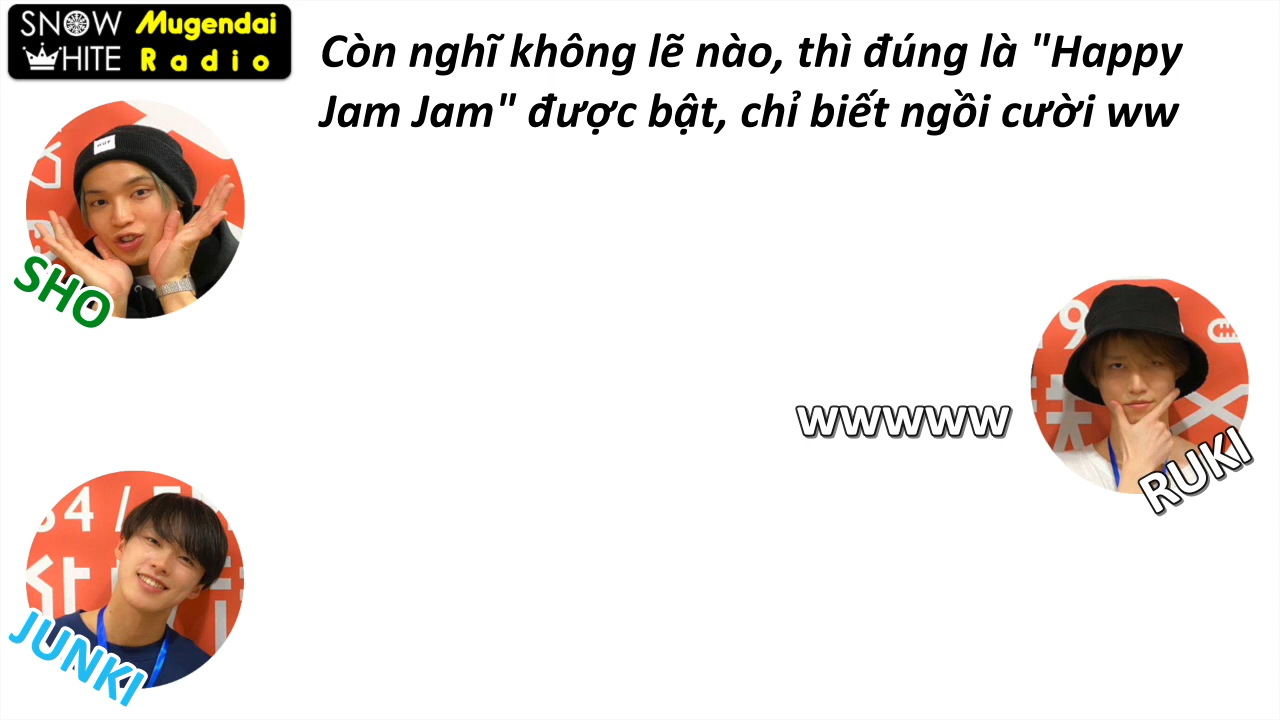 SNOW WHITE
Mugendai Radio
Còn nghĩ không lẽ nào, thì đúng là "Happy
Jam Jam" được bật, chỉ biết ngồi cười ww
SHO
wwwww
RUKI
JUNKI